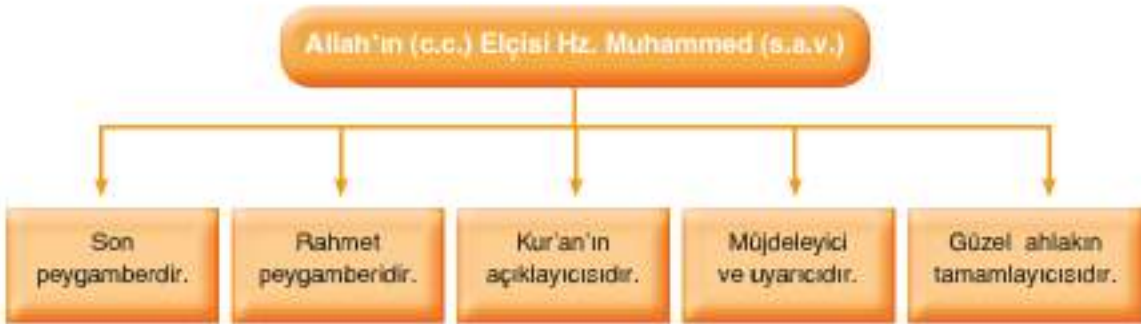 Allah'ın (c.c.) Elçisi Hz. Muhammed (s.a.v.)
Son
peygamberdir.
Rahmet
peygamberidir.
Kur'an'ın
açıklayıcısıdır.
Müjdeleyici
ve uyarıcıdır.
Güzel ahlakın
tamamlayıcısıdır.